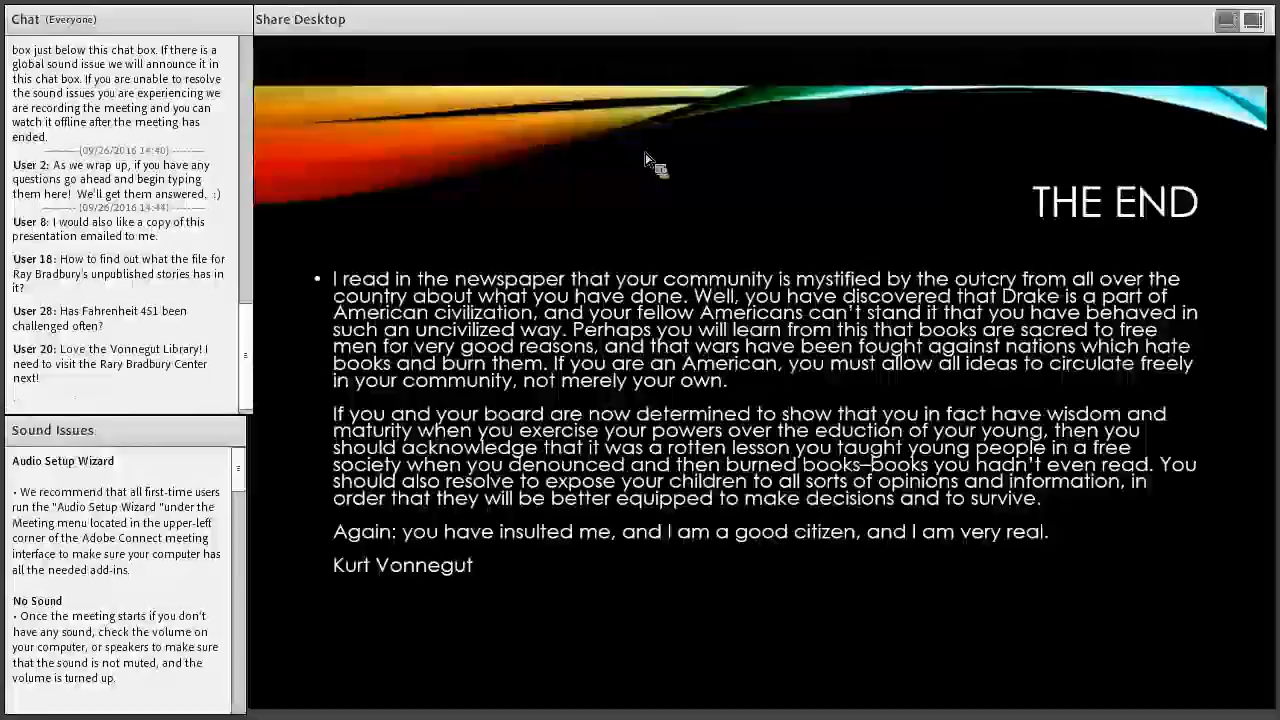 Chat (Everyone)
box just below this chat box. If there is a
global sound issue we will announce it in
this chat box. If you are unable to resolve
the sound issues you are experiencing we
are recording the meeting and you can
watch it offline after the meeting has
ended.
(09/26/2016 14:40)
User 2: As we wrap up, if you have any
questions go ahead and begin typing
them here! We'll get them answered. :)
(09/26/2016 14:44)
User 8: I would also like a copy of this
presentation emailed to me.
User 18: How to find out what the file for
Ray Bradbury's unpublished stories has in
it?
User 28: Has Fahrenheit 451 been
challenged often?
User 20: Love the Vonnegut Library! I
need to visit the Rary Bradbury Center
next!
Sound Issues
Audio Setup Wizard
• We recommend that all first-time users
run the "Audio Setup Wizard "under the
Meeting menu located in the upper-left
corner of the Adobe Connect meeting
interface to make sure your computer has
all the needed add-ins.
No Sound
• Once the meeting starts if you don't
have any sound, check the volume on
your computer, or speakers to make sure
that the sound is not muted, and the
volume is turned up.
Share Desktop
THE END
• I read in the newspaper that your community is mystified by the outcry from all over the
country about what you have done. Well, you have discovered that Drake is a part of
American civilization, and your fellow Americans can't stand it that you have behaved in
such an uncivilized way. Perhaps you will learn from this that books are sacred to free
men for very good reasons, and that wars have been fought against nations which hate
books and burn them. If you are an American, you must allow all ideas to circulate freely
in your community, not merely your own.
If you and your board are now determined to show that you in fact have wisdom and
maturity when you exercise your powers over the eduction of your young, then you
should acknowledge that it was a rotten lesson you taught young people in a free
society when you denounced and then burned books–books you hadn't even read. You
should also resolve to expose your children to all sorts of opinions and information, in
order that they will be better equipped to make decisions and to survive.
Again: you have insulted me, and I am a good citizen, and I am very real.
Kurt Vonnegut